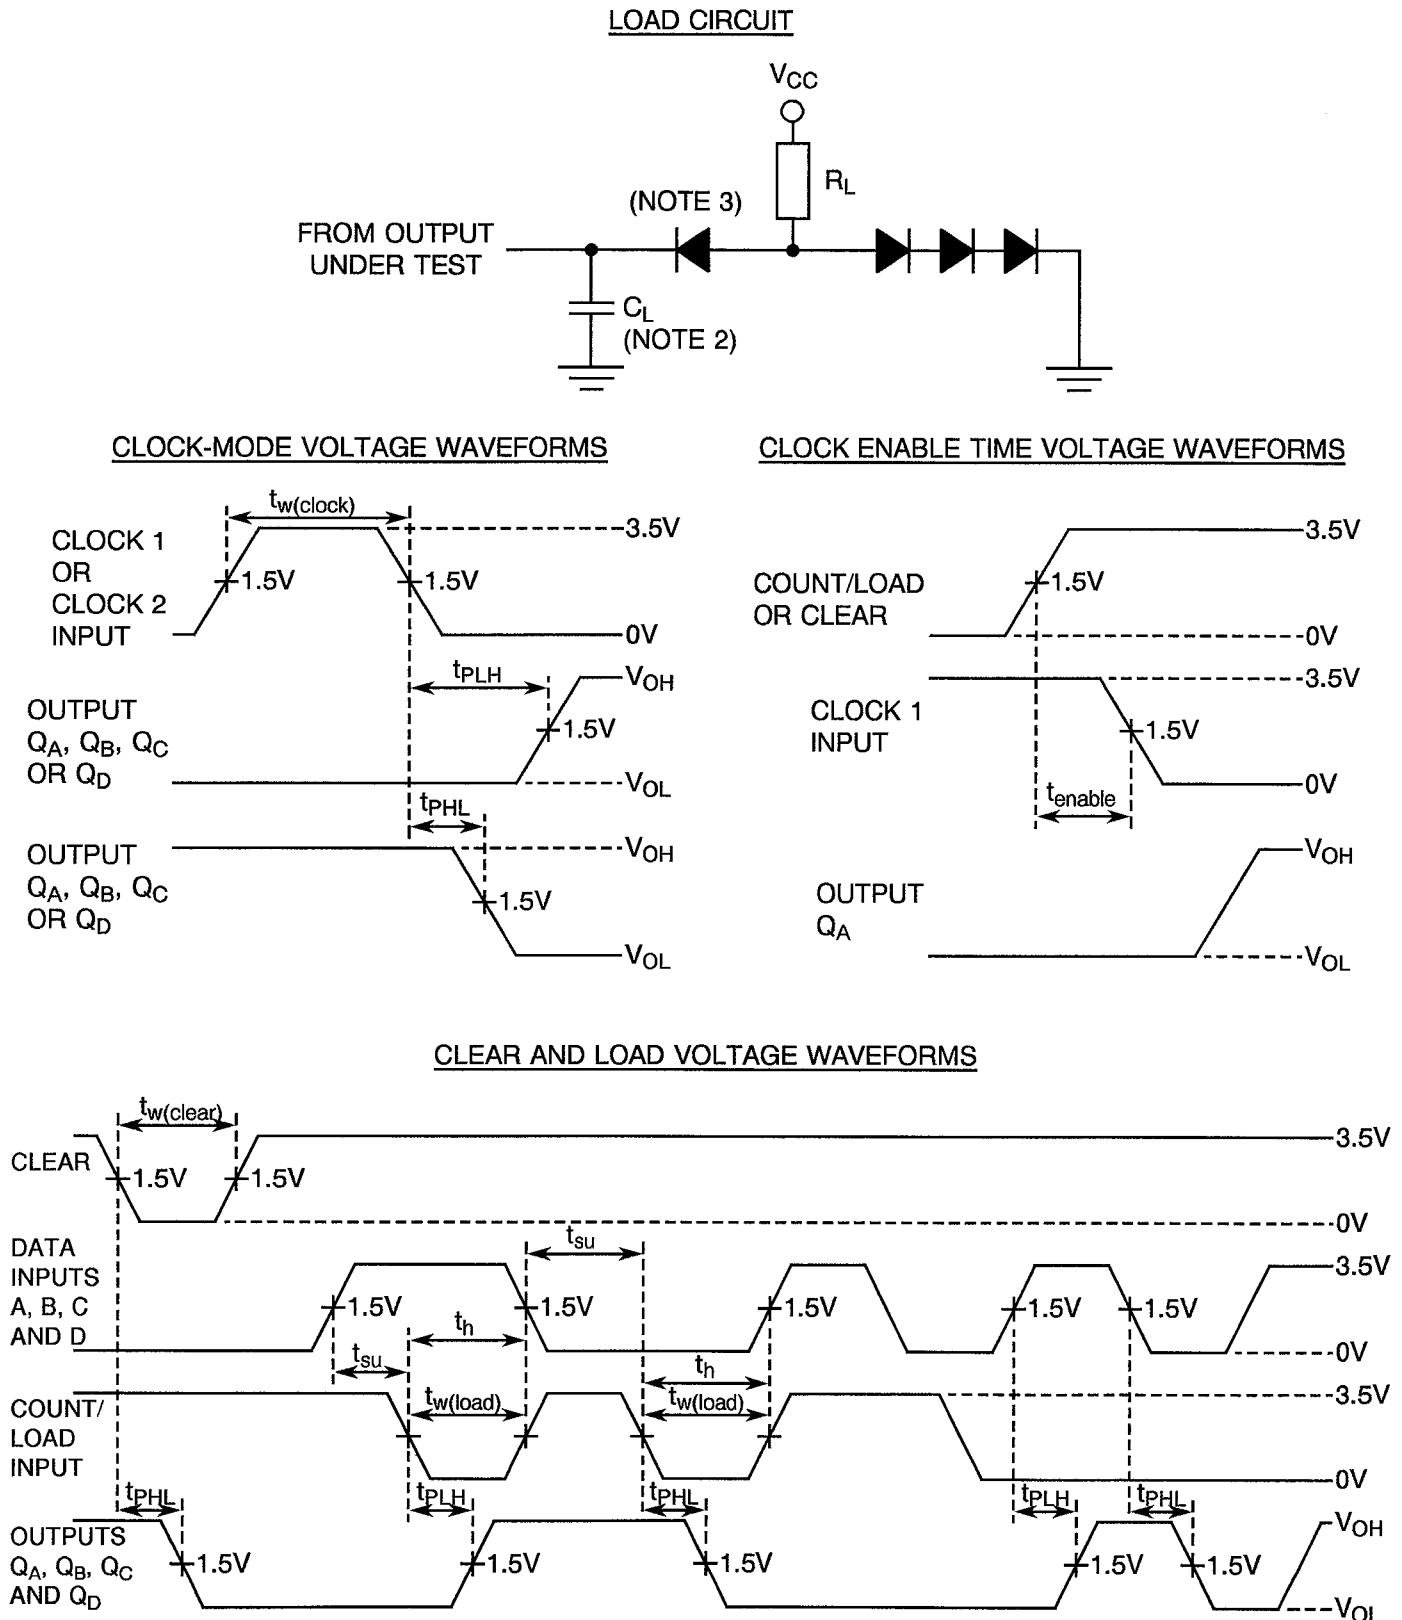 LOAD CIRCUIT
VCC
RL
(NOTE 3)
FROM OUTPUT
UNDER TEST
CL
(NOTE 2)
CLOCK-MODE VOLTAGE WAVEFORMS
tw(clock)
CLOCK 1
OR
CLOCK 2
INPUT
1.5V
1.5V
3.5V
0V
tPLH
OUTPUT
QA, QB, QC
OR QD
VOH
1.5V
VOL
tPHL
OUTPUT
QA, QB, QC
OR QD
VOH
1.5V
VOL
CLOCK ENABLE TIME VOLTAGE WAVEFORMS
COUNT/LOAD
OR CLEAR
3.5V
1.5V
0V
CLOCK 1
INPUT
3.5V
1.5V
0V
tenable
OUTPUT
QA
VOH
VOL
CLEAR AND LOAD VOLTAGE WAVEFORMS
tw(clear)
CLEAR
1.5V
1.5V
3.5V
0V
DATA
INPUTS
A, B, C
AND D
tsu
1.5V
1.5V
1.5V
1.5V
1.5V
3.5V
0V
th
tsu
th
COUNT/
LOAD
INPUT
tw(load)
tw(load)
3.5V
0V
tPHL
tPLH
tPHL
tPLH
tPHL
OUTPUTS
QA, QB, QC
AND QD
1.5V
1.5V
1.5V
1.5V
1.5V
VOH
VOL